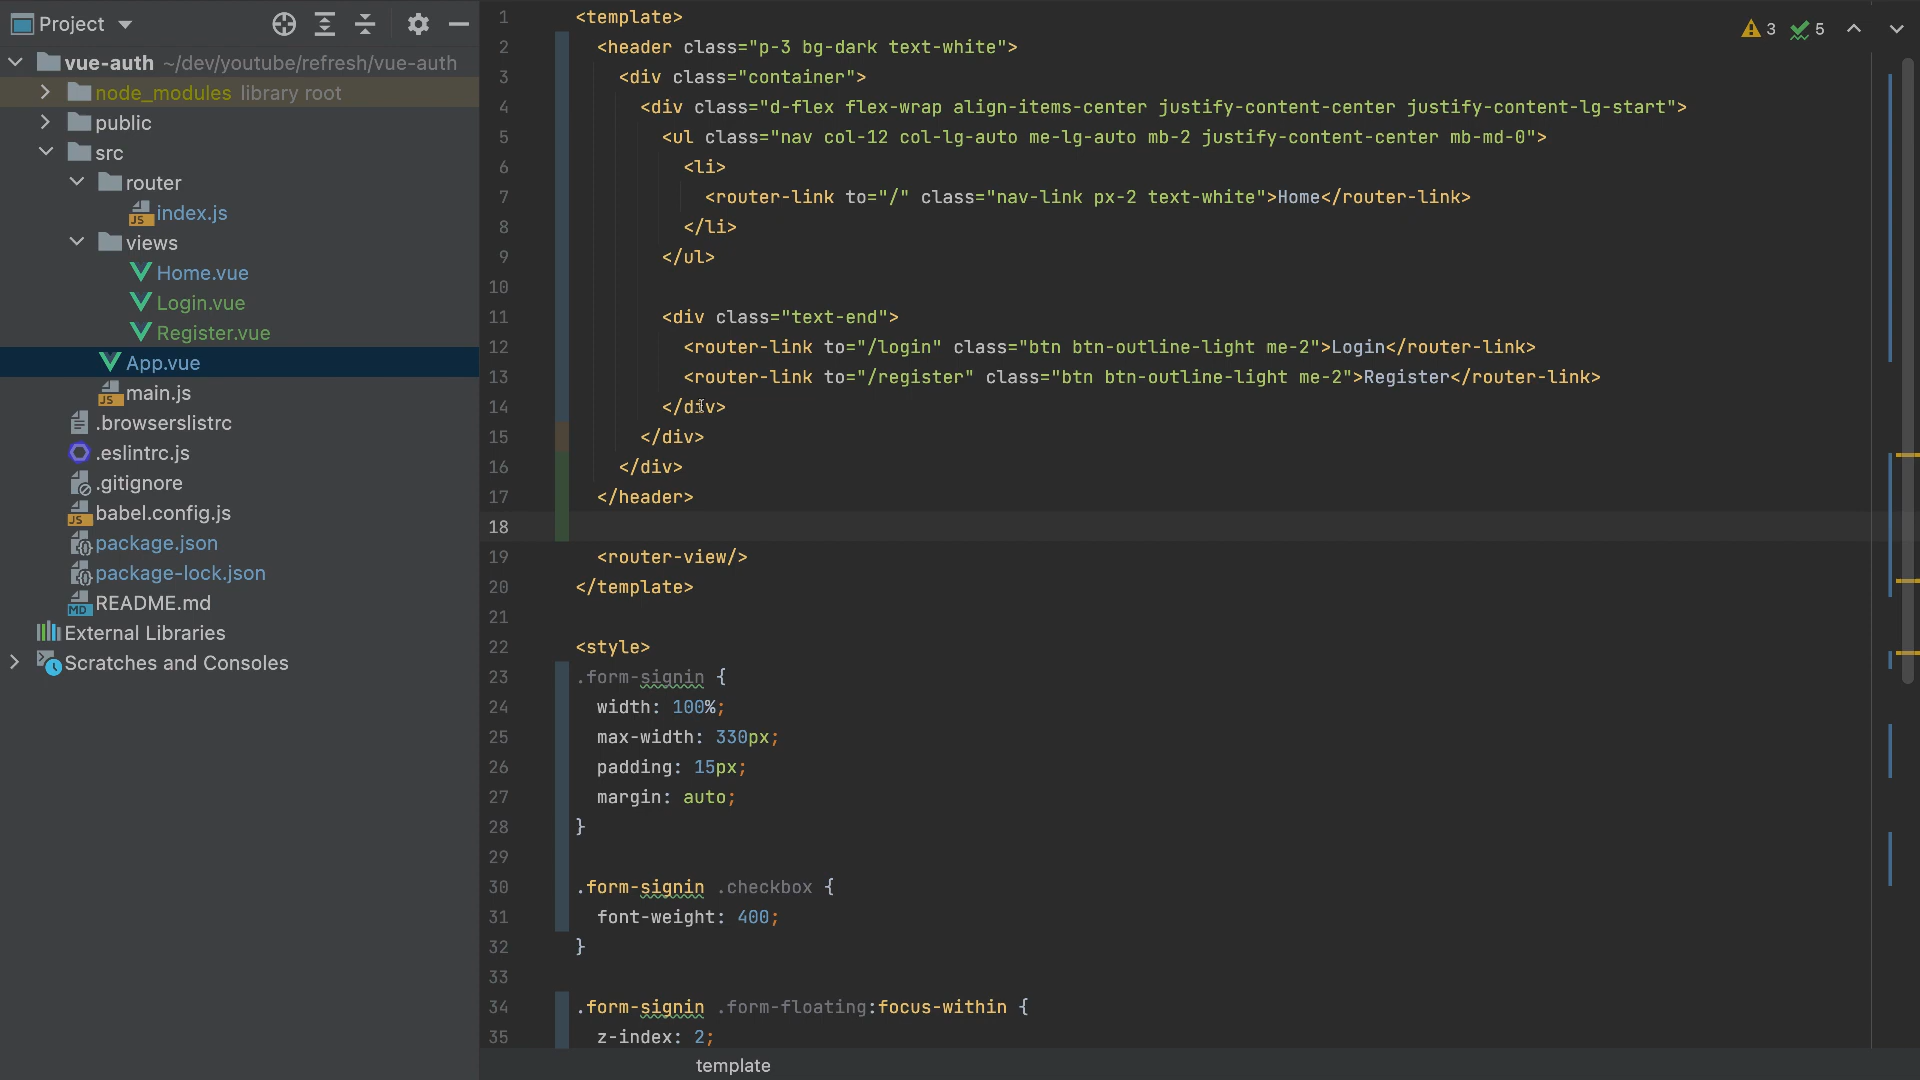 Project
vue-auth ~/dev/youtube/refresh/vue-auth
node_modules library root
public
src
router
JS index.js
views
Home.vue
Login.vue
Register.vue
App.vue
JS main.js
.browserslistrc
.eslintrc.js
.gitignore
JS babel.config.js
package.json
package-lock.json
MD README.md
External Libraries
Scratches and Consoles
3 5
1 <template>
2 <header class="p-3 bg-dark text-white">
3 <div class="container">
4 <div class="d-flex flex-wrap align-items-center justify-content-center justify-content-lg-start">
5 <ul class="nav col-12 col-lg-auto me-lg-auto mb-2 justify-content-center mb-md-0">
6 <li>
7 <router-link to="/" class="nav-link px-2 text-white">Home</router-link>
8 </li>
9 </ul>
10
11 <div class="text-end">
12 <router-link to="/login" class="btn btn-outline-light me-2">Login</router-link>
13 <router-link to="/register" class="btn btn-outline-light me-2">Register</router-link>
14 </div>
15 </div>
16 </div>
17 </header>
18
19 <router-view/>
20 </template>
21
22 <style>
23 .form-signin {
24 width: 100%;
25 max-width: 330px;
26 padding: 15px;
27 margin: auto;
28 }
29
30 .form-signin .checkbox {
31 font-weight: 400;
32 }
33
34 .form-signin .form-floating:focus-within {
35 z-index: 2;
template